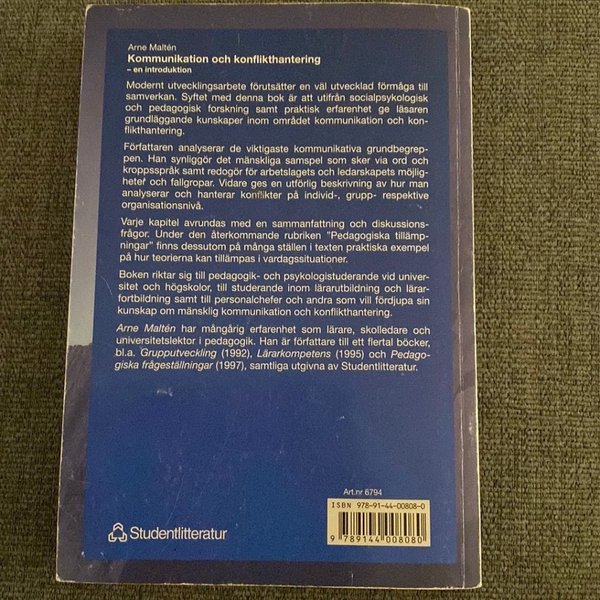 Arne Maltén
Kommunikation och konflikthantering
– en introduktion
Modernt utvecklingsarbete förutsätter en väl utvecklad förmåga till
samverkan. Syftet med denna bok är att utifrån socialpsykologisk
och pedagogisk forskning samt praktisk erfarenhet ge läsaren
grundläggande kunskaper inom området kommunikation och kon-
flikthantering.
Författaren analyserar de viktigaste kommunikativa grundbegrep-
pen. Han synliggör det mänskliga samspel som sker via ord och
kroppsspråk samt redogör för arbetslagets och ledarskapets möjlig-
heter och fallgropar. Vidare ges en utförlig beskrivning av hur man
analyserar och hanterar konflikter på individ-, grupp- respektive
organisationsnivå.
Varje kapitel avrundas med en sammanfattning och diskussions-
frågor. Under den återkommande rubriken ”Pedagogiska tillämp-
ningar” finns dessutom på många ställen i texten praktiska exempel
på hur teorierna kan tillämpas i vardagssituationer.
Boken riktar sig till pedagogik- och psykologistuderande vid univer-
sitet och högskolor, till studerande inom lärarutbildning och lärar-
fortbildning samt till personalchefer och andra som vill fördjupa sin
kunskap om mänsklig kommunikation och konflikthantering.
Arne Maltén har mångårig erfarenhet som lärare, skolledare och
universitetslektor i pedagogik. Han är författare till ett flertal böcker,
bl.a. Grupputveckling (1992), Lärarkompetens (1995) och Pedago-
giska frågeställningar (1997), samtliga utgivna av Studentlitteratur.
Art.nr 6794
ISBN 978-91-44-00808-0
9 789144 008080
Studentlitteratur